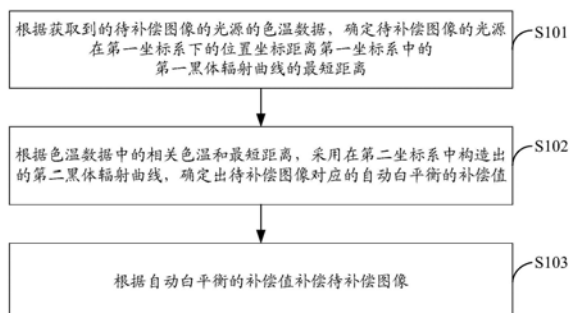 根据获取到的待补偿图像的光源的色温数据，确定待补偿图像的光源
在第一坐标系下的位置坐标距离第一坐标系中的
第一黑体辐射曲线的最短距离
S101
根据色温数据中的相关色温和最短距离，采用在第二坐标系中构造出
的第二黑体辐射曲线，确定出待补偿图像对应的自动白平衡的补偿值
S102
根据自动白平衡的补偿值补偿待补偿图像
S103